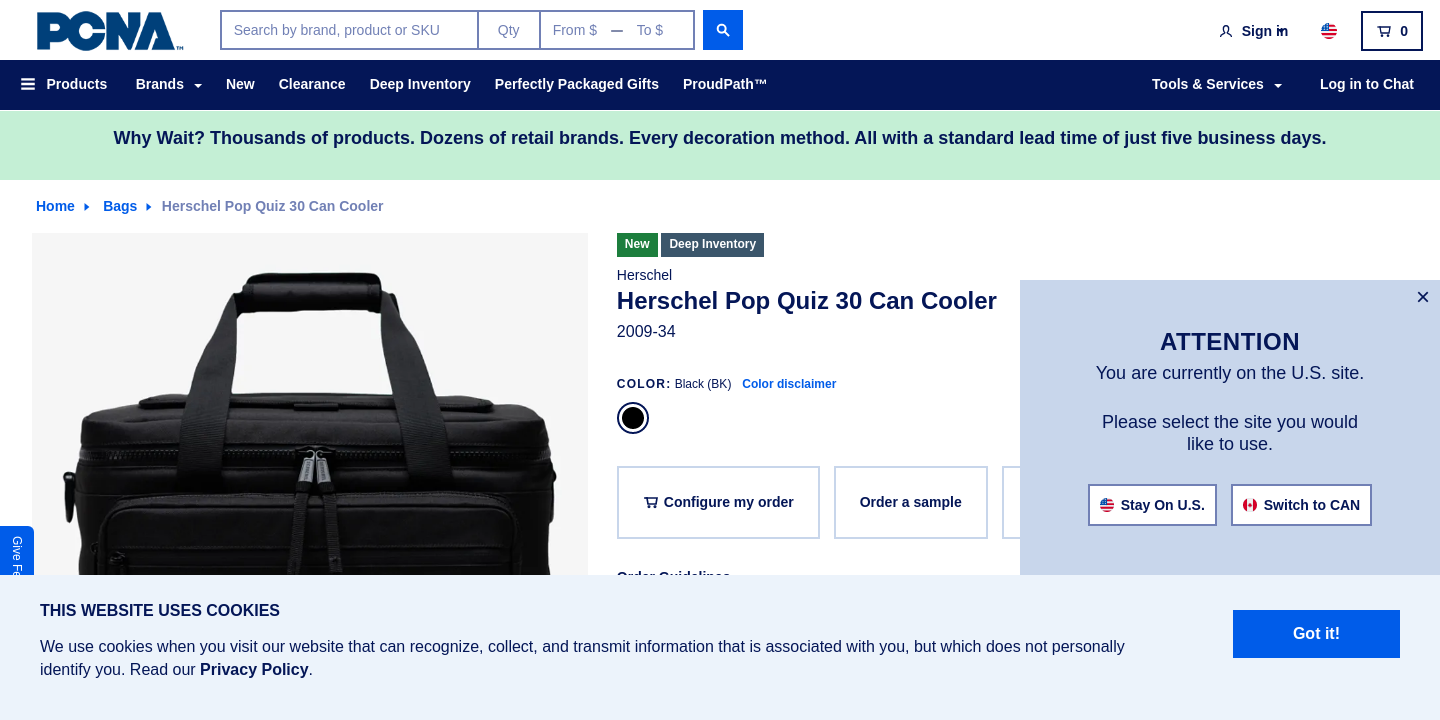 PCNA™
Search by brand, product or SKU
Qty
From $ — To $
Sign in
0
Products
Brands
New
Clearance
Deep Inventory
Perfectly Packaged Gifts
ProudPath™
Tools & Services
Log in to Chat
Why Wait? Thousands of products. Dozens of retail brands. Every decoration method. All with a standard lead time of just five business days.
Home
Bags
Herschel Pop Quiz 30 Can Cooler
New
Deep Inventory
Herschel
Herschel Pop Quiz 30 Can Cooler
2009-34
COLOR: Black (BK) Color disclaimer
Configure my order
Order a sample
Order Guidelines
×
ATTENTION
You are currently on the U.S. site.
Please select the site you would
like to use.
Stay On U.S.
Switch to CAN
THIS WEBSITE USES COOKIES
We use cookies when you visit our website that can recognize, collect, and transmit information that is associated with you, but which does not personally
identify you. Read our Privacy Policy.
Got it!
Give